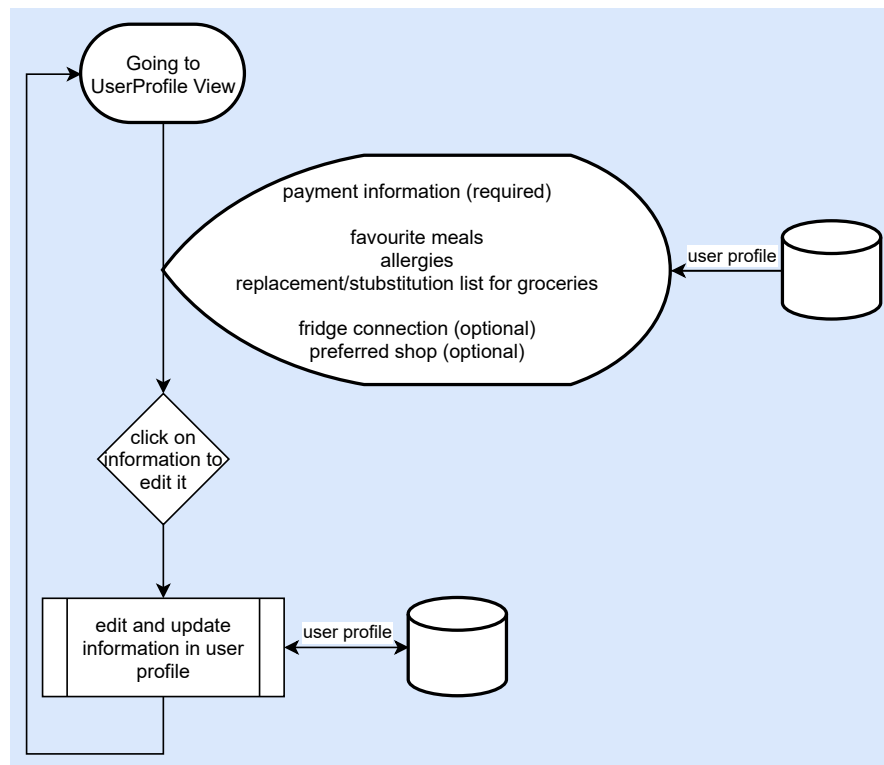 Going to
UserProfile View
payment information (required)
favourite meals
allergies
replacement/stubstitution list for groceries
fridge connection (optional)
preferred shop (optional)
user profile
click on
information to
edit it
edit and update
information in user
profile
user profile